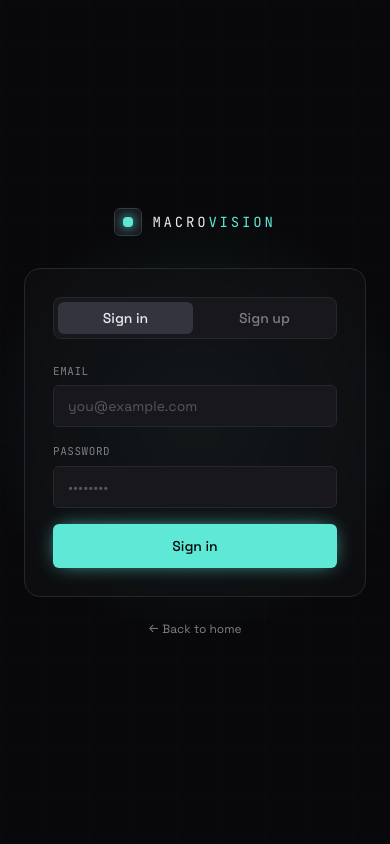 MACROVISION
Sign in Sign up
EMAIL
you@example.com
PASSWORD
••••••••
Sign in
← Back to home